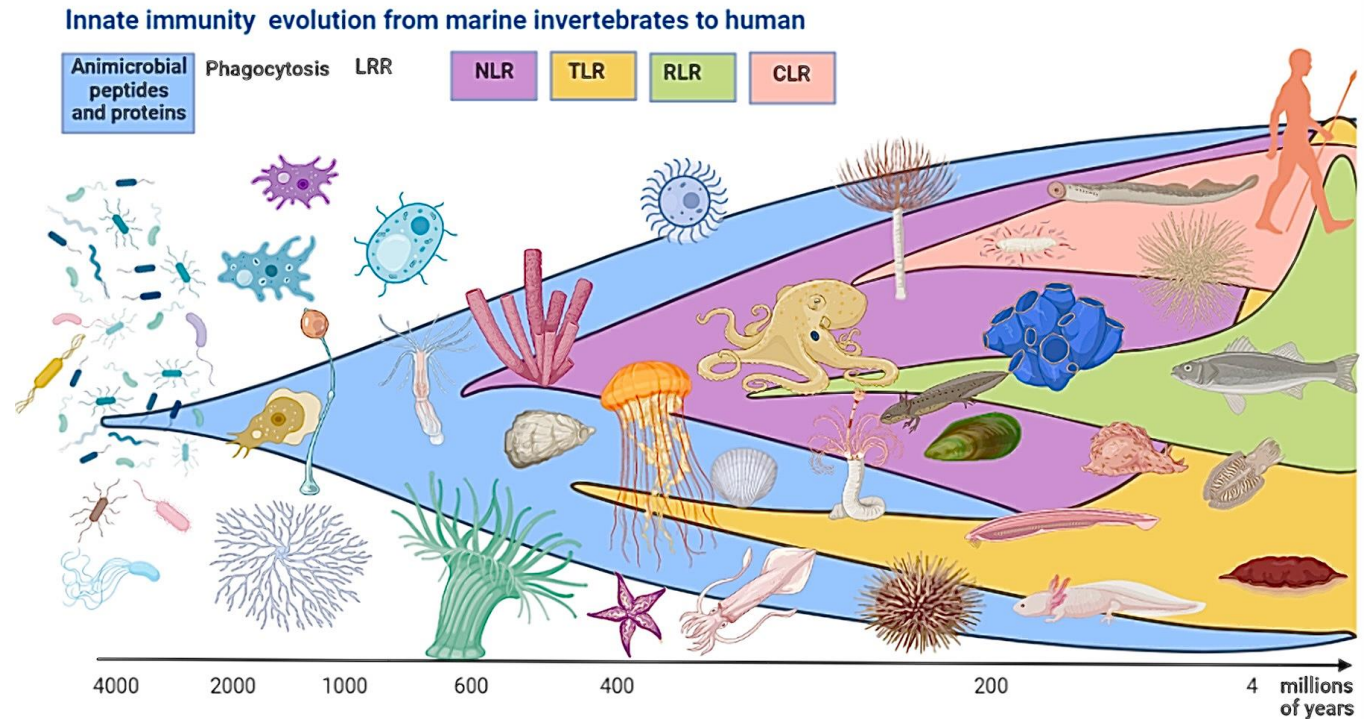 Innate immunity evolution from marine invertebrates to human
Animicrobial
peptides
and proteins
Phagocytosis
LRR
NLR
TLR
RLR
CLR
4000 2000 1000 600 400 200 4 millions
of years